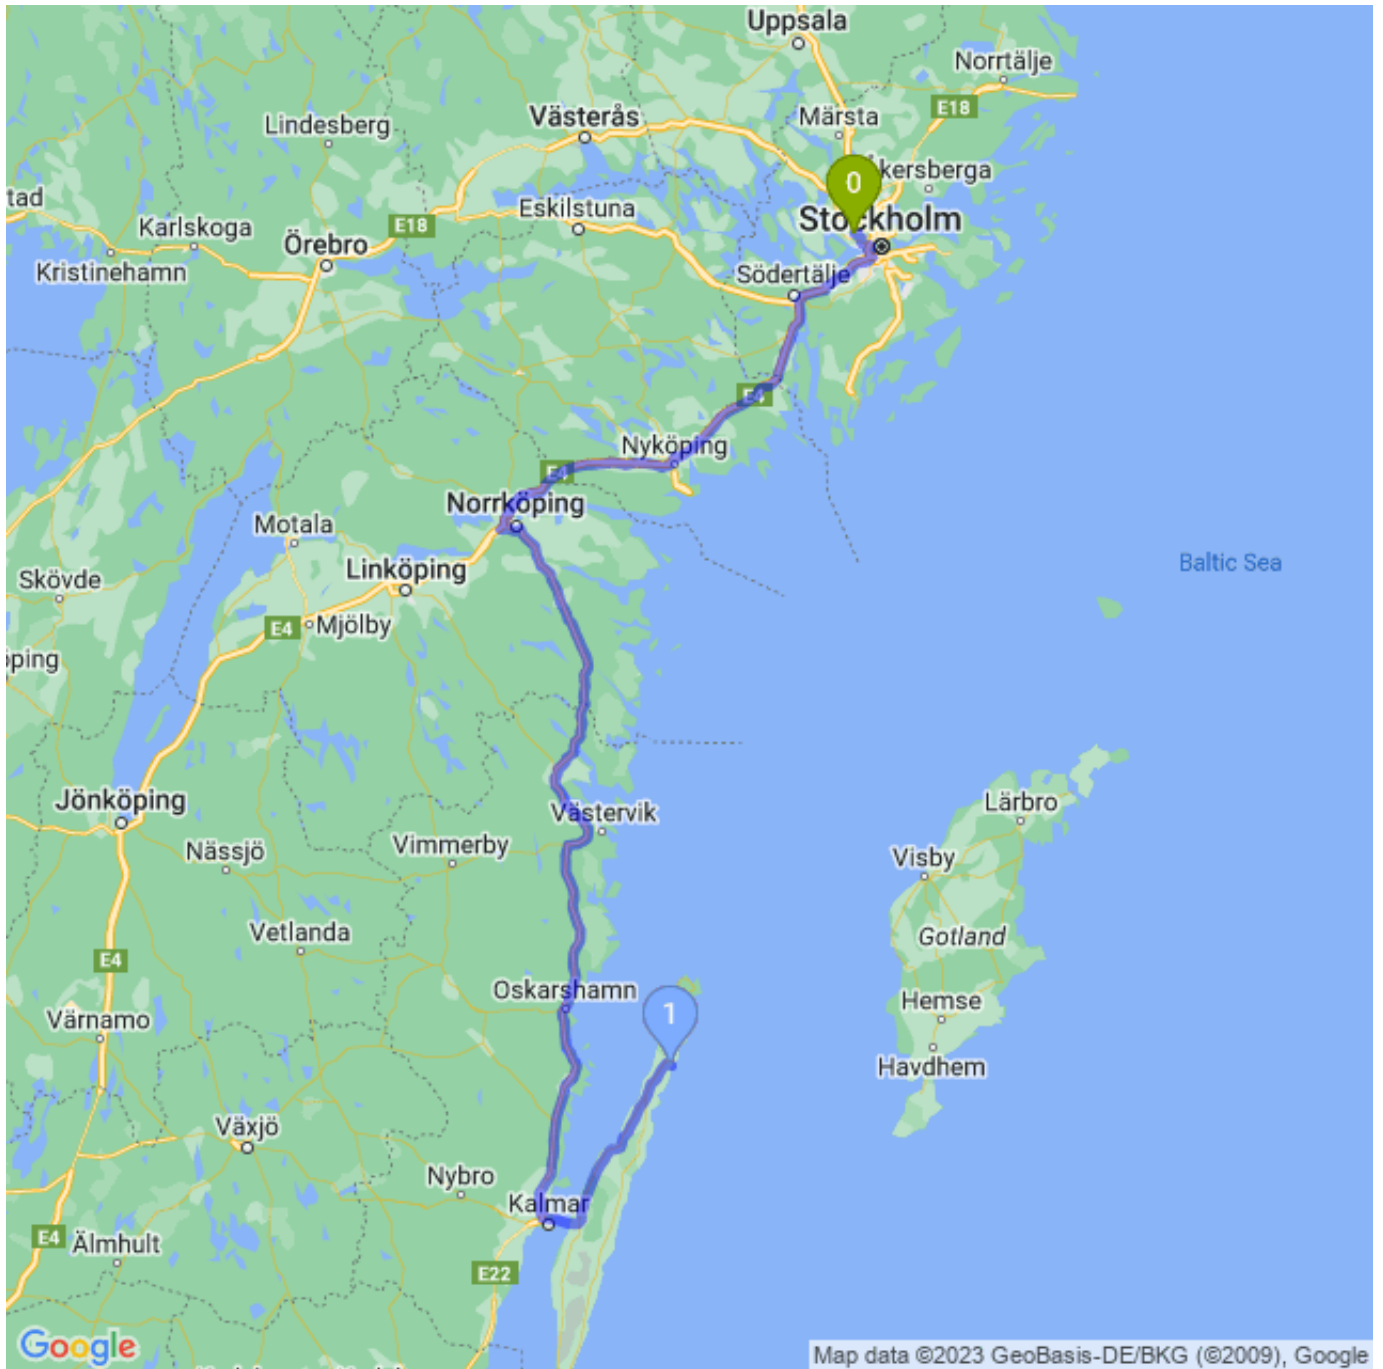 Uppsala
Norrtälje
E18
Märsta
Västerås
Lindesberg
kersberga
0
tad
Karlskoga
E18
Eskilstuna
Stockholm
Örebro
Kristinehamn
Södertälje
E4
Nyköping
E4
Norrköping
Motala
Linköping
Baltic Sea
Skövde
E4
Mjölby
öping
Jönköping
Lärbro
Västervik
Vimmerby
Nässjö
Visby
Vetlanda
Gotland
E4
Oskarshamn
Hemse
1
Värnamo
Havdhem
Växjö
Nybro
Kalmar
E4
Älmhult
E22
Google
Map data ©2023 GeoBasis-DE/BKG (©2009), Google